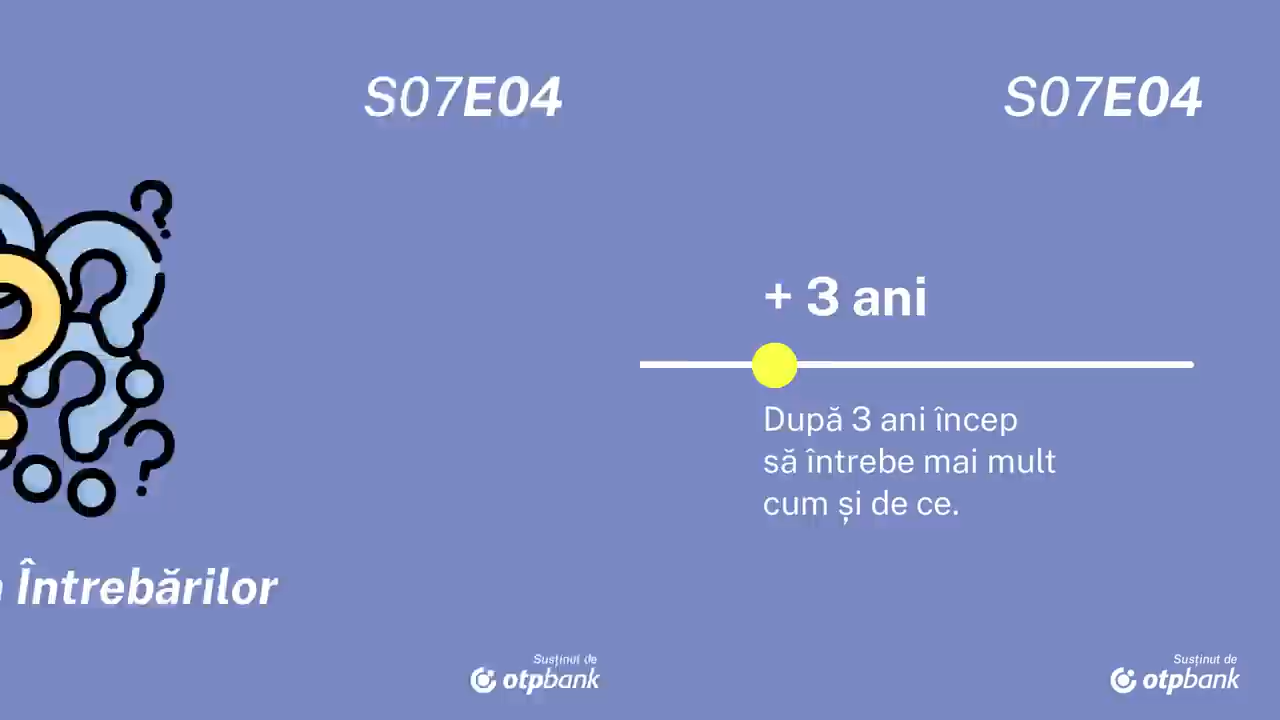 S07E04
Întrebărilor
Susținut de
otpbank
S07E04
+ 3 ani
După 3 ani încep
să întrebe mai mult
cum și de ce.
Susținut de
otpbank